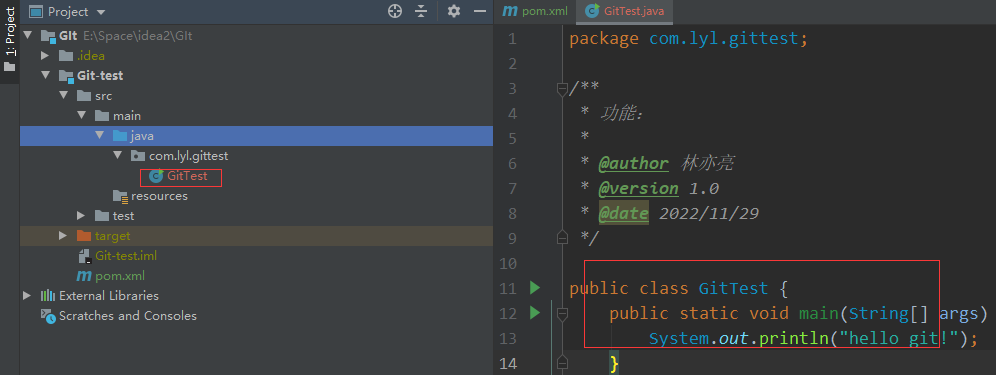 1: Project
Project
Git E:\Space\idea2\GIt
.idea
Git-test
src
main
java
com.lyl.gittest
GitTest
resources
test
target
Git-test.iml
pom.xml
External Libraries
Scratches and Consoles
pom.xml
GitTest.java
1 package com.lyl.gittest;
2
3 /**
4 * 功能:
5 *
6 * @author 林亦亮
7 * @version 1.0
8 * @date 2022/11/29
9 */
10
11 public class GitTest {
12 public static void main(String[] args)
13 System.out.println("hello git!");
14 }